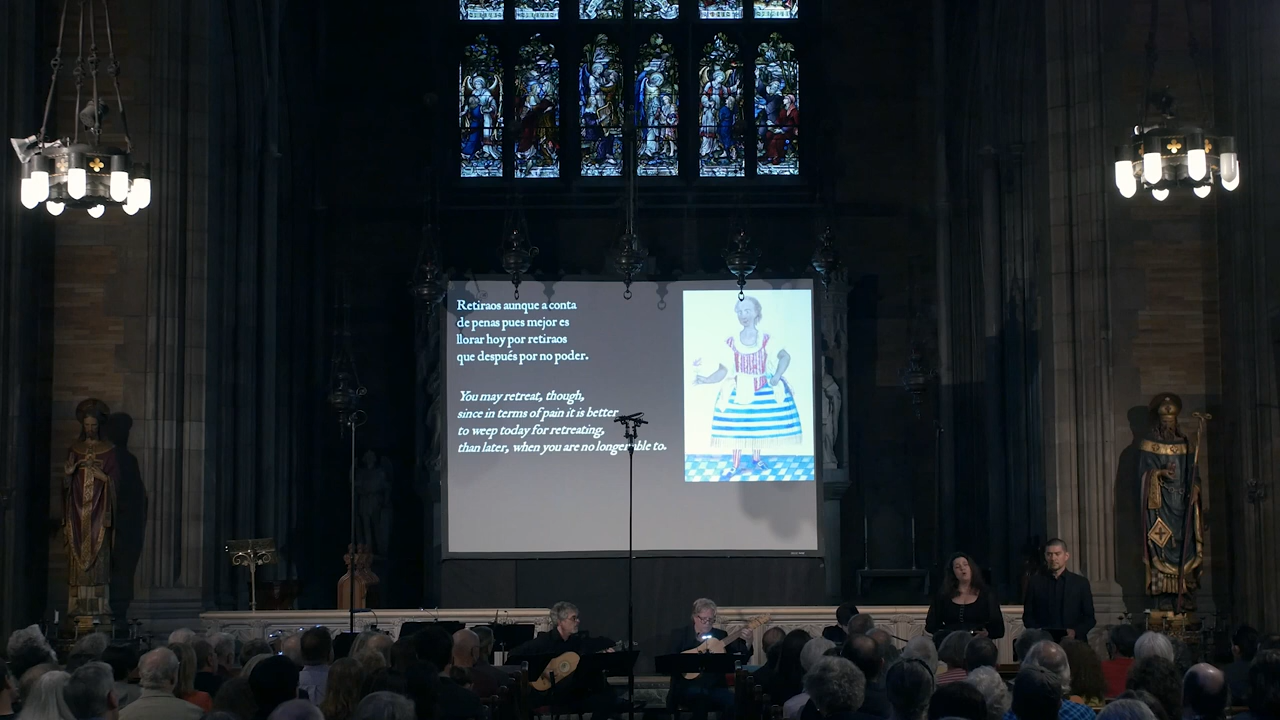 Retiraos aunque a conta
de penas pues mejor es
llorar hoy por retiraos
que después por no poder.
You may retreat, though,
since in terms of pain it is better
to weep today for retreating,
than later, when you are no longer able to.